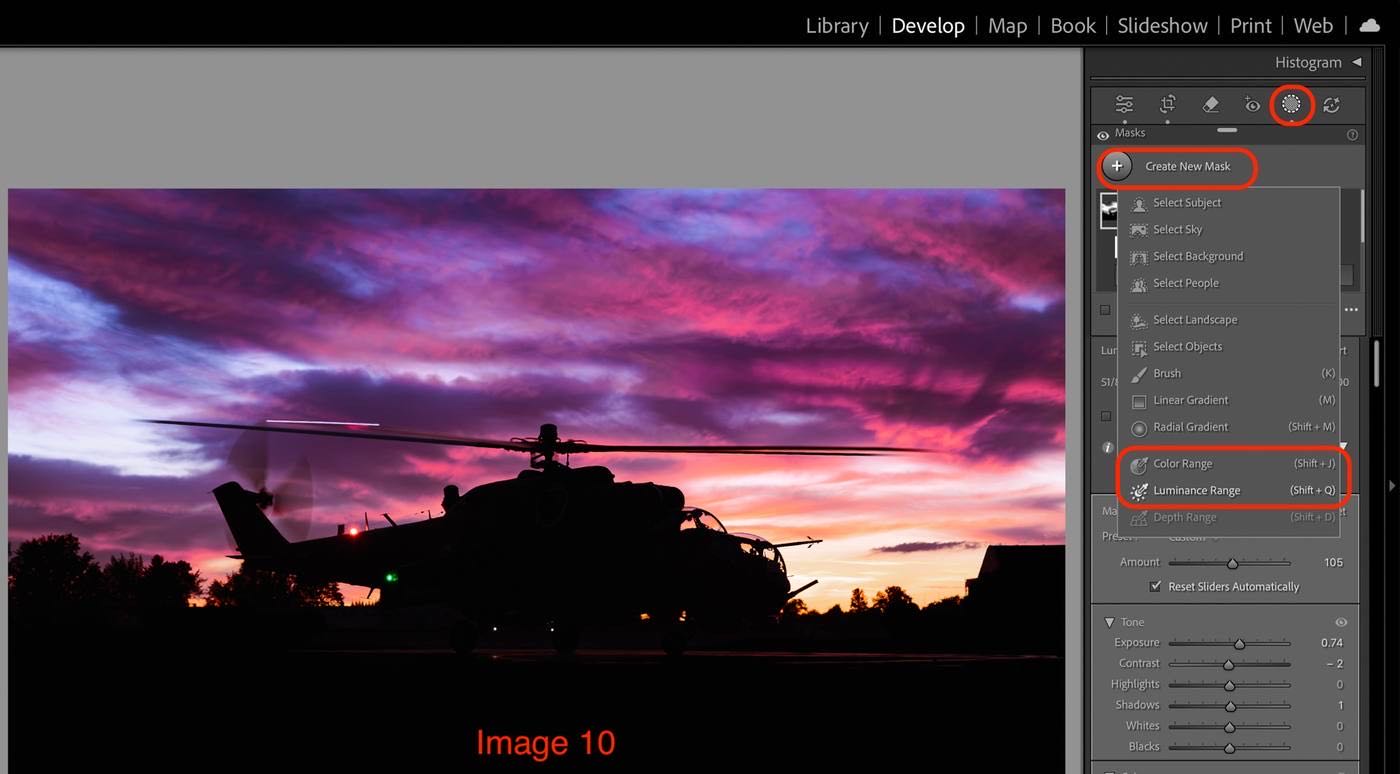 Library | Develop | Map | Book | Slideshow | Print | Web |
Histogram
Masks
Create New Mask
Select Subject
Select Sky
Select Background
Select People
Select Landscape
Select Objects
Brush (K)
Linear Gradient (M)
Radial Gradient (Shift + M)
Color Range (Shift + J)
Luminance Range (Shift + Q)
Depth Range (Shift + D)
Amount 105
Reset Sliders Automatically
Tone
Exposure 0.74
Contrast – 2
Highlights 0
Shadows 1
Whites 0
Blacks 0
Image 10